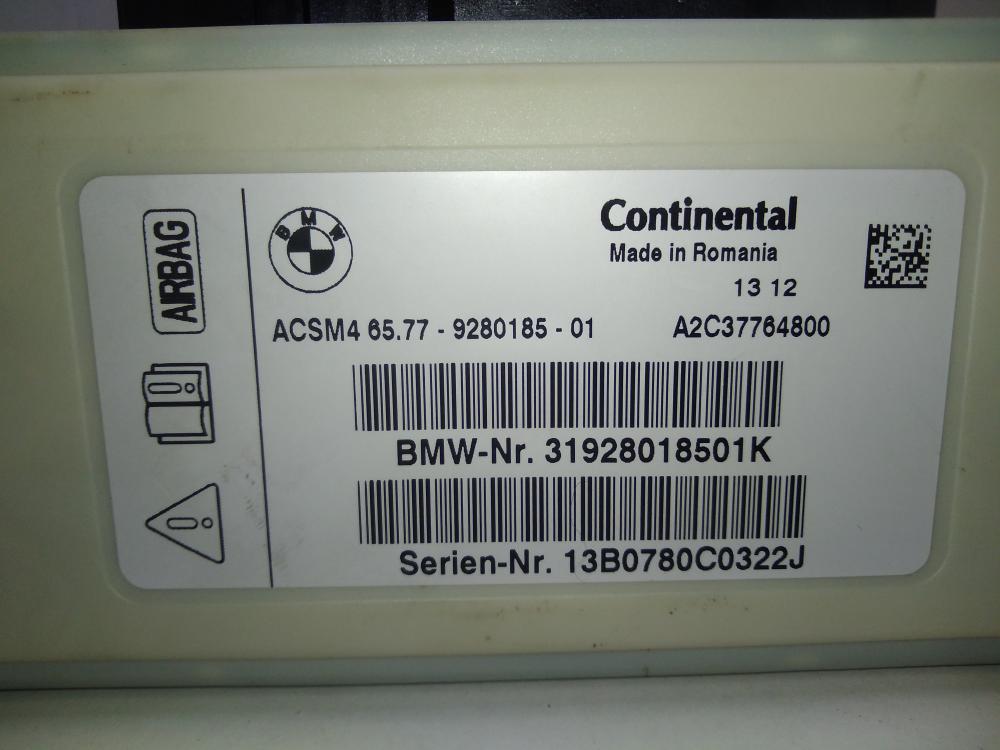 AIRBAG
BMW
Continental
Made in Romania
13 12
ACSM4 65.77 - 9280185 - 01
A2C37764800
BMW-Nr. 31928018501K
Serien-Nr. 13B0780C0322J